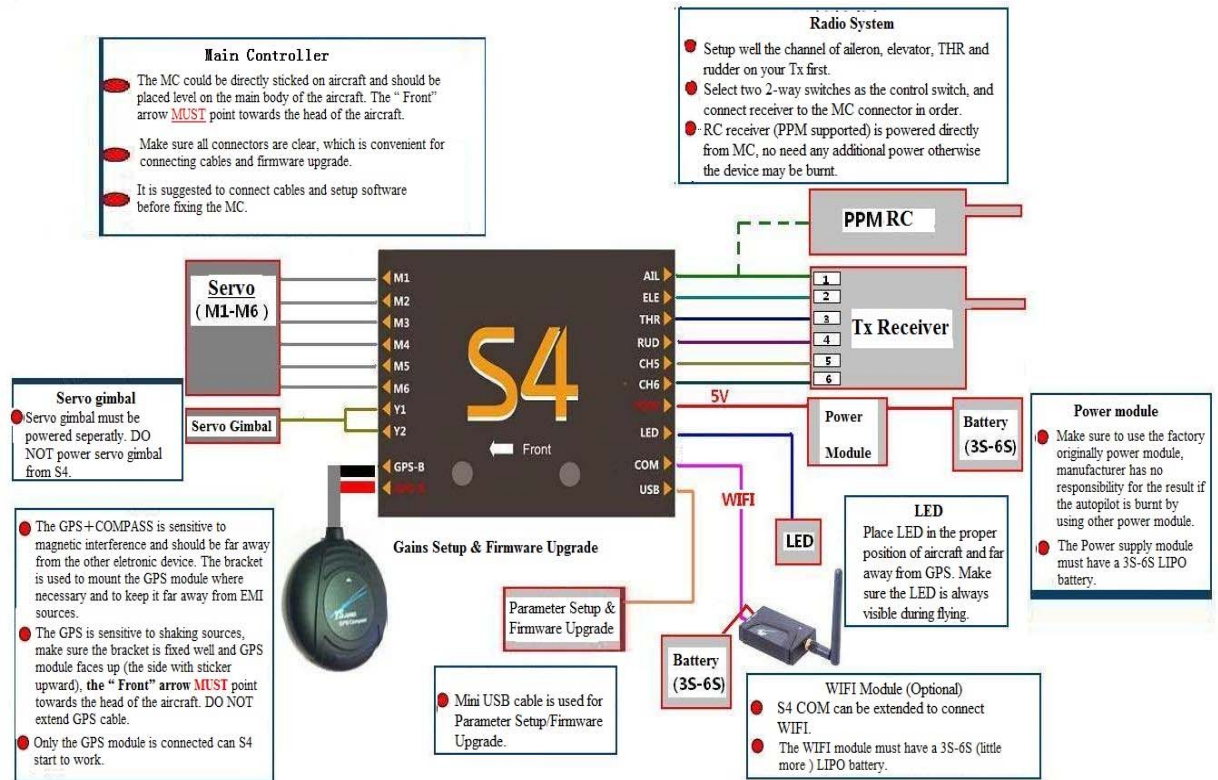 Main Controller
The MC could be directly sticked on aircraft and should be
placed level on the main body of the aircraft. The “ Front”
arrow MUST point towards the head of the aircraft.
Make sure all connectors are clear, which is convenient for
connecting cables and firmware upgrade.
It is suggested to connect cables and setup software
before fixing the MC.
Radio System
Setup well the channel of aileron, elevator, THR and
rudder on your Tx first.
Select two 2-way switches as the control switch, and
connect receiver to the MC connector in order.
RC receiver (PPM supported) is powered directly
from MC, no need any additional power otherwise
the device may be burnt.
PPM RC
Servo
( M1-M6 )
M1
M2
M3
M4
M5
M6
Y1
Y2
GPS-B
S4
Front
AIL
ELE
THR
RUD
CH5
CH6
LED
COM
USB
1
2
3
4
5
6
Tx Receiver
5V
Power
Module
Battery
(3S-6S)
Servo gimbal
Servo gimbal must be
powered seperatly. DO
NOT power servo gimbal
from S4.
Servo Gimbal
Power module
Make sure to use the factory
originally power module,
manufacturer has no
responsibility for the result if
the autopilot is burnt by
using other power module.
The Power supply module
must have a 3S-6S LIPO
battery.
The GPS+COMPASS is sensitive to
magnetic interference and should be far away
from the other eletronic device. The bracket
is used to mount the GPS module where
necessary and to keep it far away from EMI
sources.
The GPS is sensitive to shaking sources,
make sure the bracket is fixed well and GPS
module faces up (the side with sticker
upward), the “ Front” arrow MUST point
towards the head of the aircraft. DO NOT
extend GPS cable.
Only the GPS module is connected can S4
start to work.
Gains Setup & Firmware Upgrade
WIFI
LED
LED
Place LED in the proper
position of aircraft and far
away from GPS. Make
sure the LED is always
visible during flying.
Parameter Setup &
Firmware Upgrade
Battery
(3S-6S)
Mini USB cable is used for
Parameter Setup/Firmware
Upgrade.
WIFI Module (Optional)
S4 COM can be extended to connect
WIFI.
The WIFI module must have a 3S-6S (little
more ) LIPO battery.